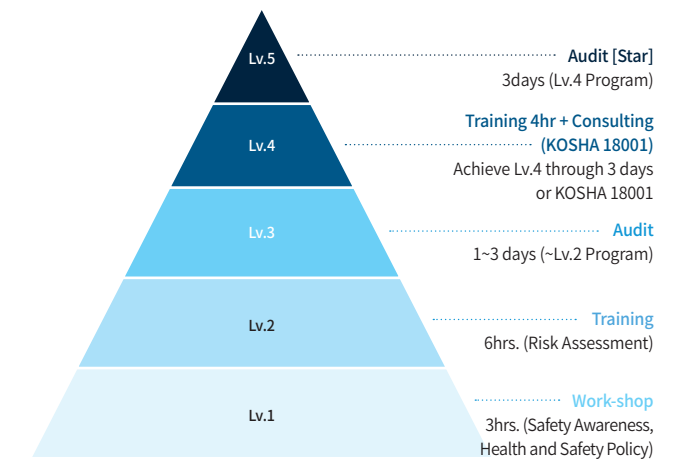 Lv.5
Audit [Star]
3days (Lv.4 Program)
Lv.4
Training 4hr + Consulting
(KOSHA 18001)
Achieve Lv.4 through 3 days
or KOSHA 18001
Lv.3
Audit
1~3 days (~Lv.2 Program)
Lv.2
Training
6hrs. (Risk Assessment)
Lv.1
Work-shop
3hrs. (Safety Awareness,
Health and Safety Policy)